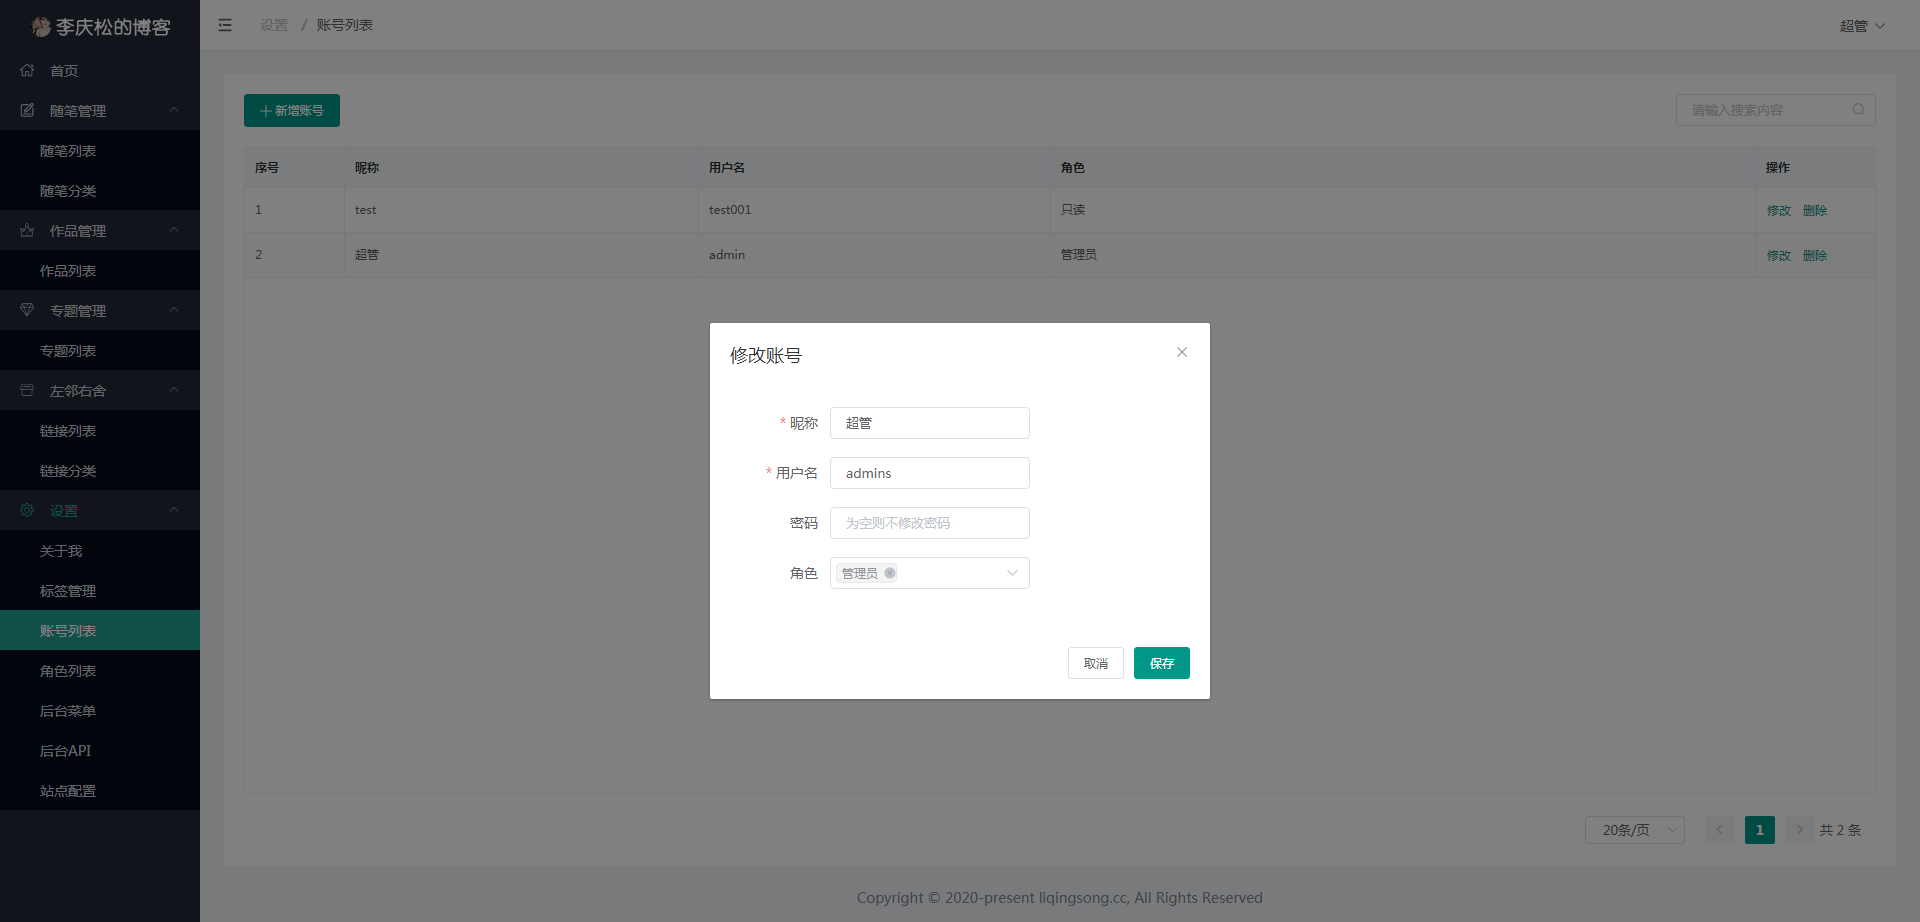 李庆松的博客
首页
随笔管理
随笔列表
随笔分类
作品管理
作品列表
专题管理
专题列表
左邻右舍
链接列表
链接分类
设置
关于我
标签管理
账号列表
角色列表
后台菜单
后台API
站点配置
设置 / 账号列表
超管
新增账号
请输入搜索内容
序号 昵称 用户名 角色 操作
1 test test001 只读 修改 删除
2 超管 admin 管理员 修改 删除
修改账号
* 昵称 超管
* 用户名 admins
密码 为空则不修改密码
角色 管理员
取消 保存
20条/页 1 共 2 条
Copyright © 2020-present liqingsong.cc, All Rights Reserved